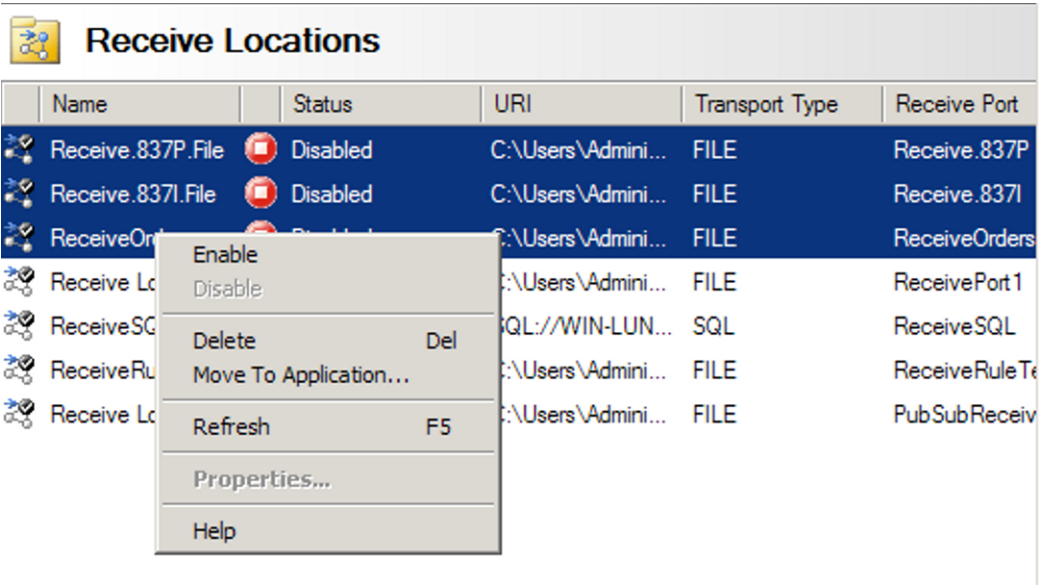 Receive Locations
Name Status URI Transport Type Receive Port
Receive.837P.File Disabled C:\Users\Admini... FILE Receive.837P
Receive.837I.File Disabled C:\Users\Admini... FILE Receive.837I
ReceiveOrd :\Users\Admini... FILE ReceiveOrders
Receive Lo :\Users\Admini... FILE ReceivePort1
ReceiveSQ QL://WIN-LUN... SQL ReceiveSQL
ReceiveRu :\Users\Admini... FILE ReceiveRuleTe
Receive Lo :\Users\Admini... FILE PubSubReceiv
Enable
Disable
Delete Del
Move To Application...
Refresh F5
Properties...
Help